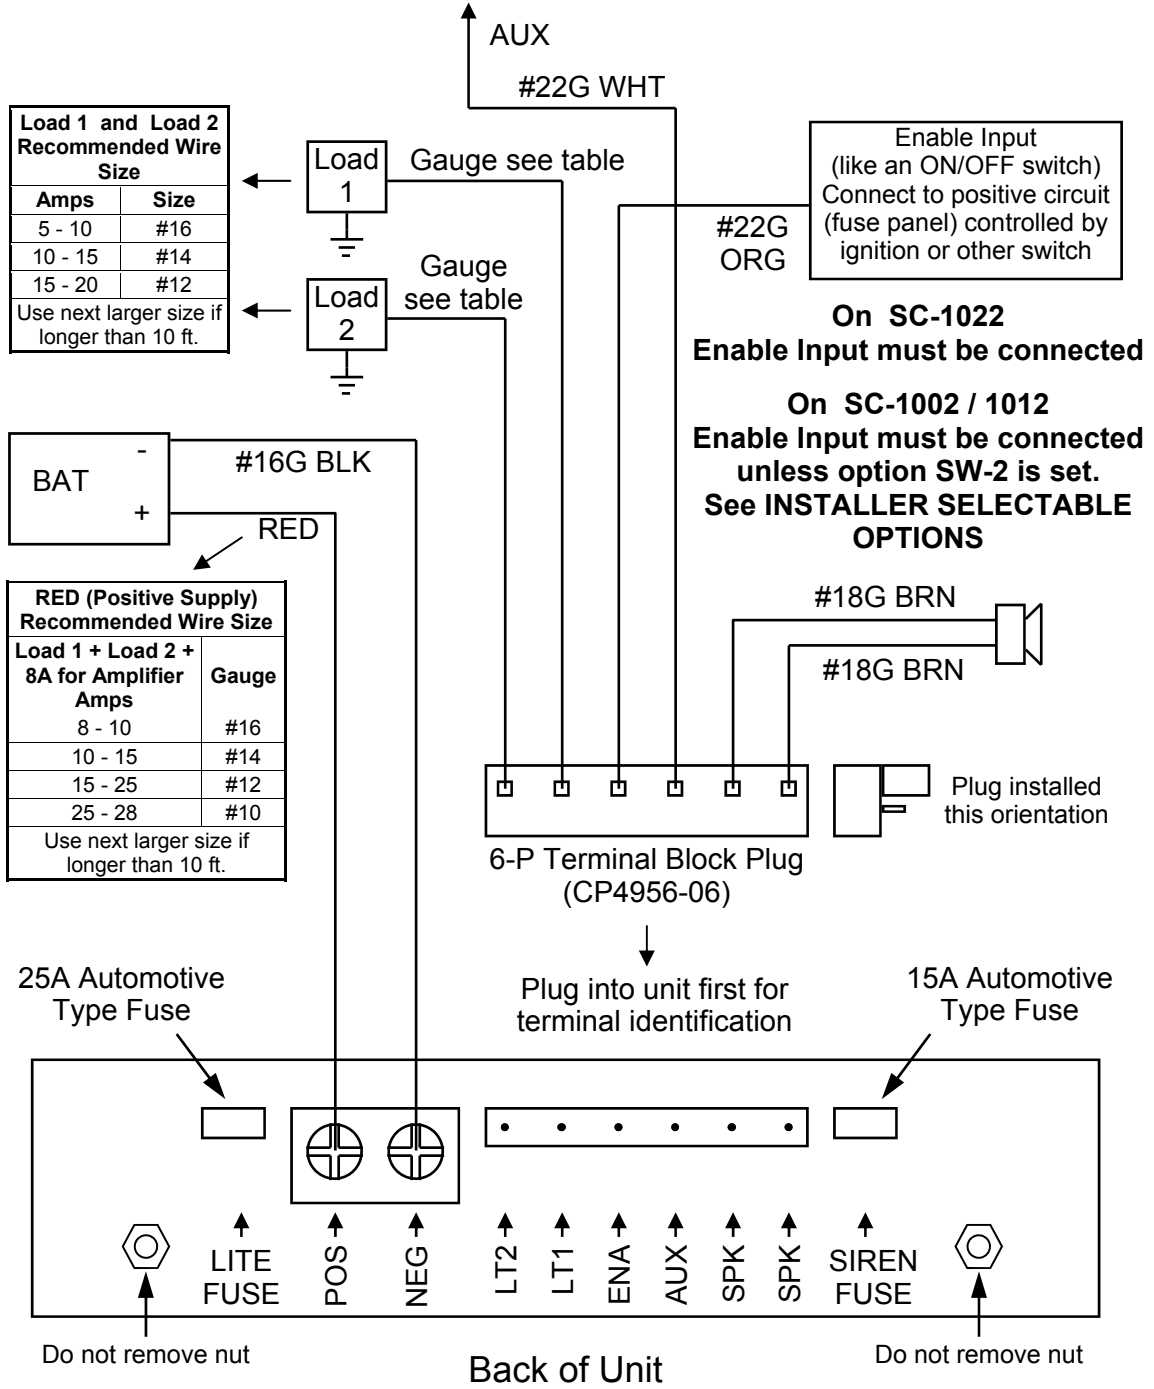 AUX
#22G WHT
Load 1 and Load 2
Recommended Wire
Size
Amps Size
5 - 10 #16
10 - 15 #14
15 - 20 #12
Use next larger size if
longer than 10 ft.
Load
1
Gauge see table
Load
2
Gauge
see table
#22G
ORG
Enable Input
(like an ON/OFF switch)
Connect to positive circuit
(fuse panel) controlled by
ignition or other switch
On SC-1022
Enable Input must be connected
On SC-1002 / 1012
Enable Input must be connected
unless option SW-2 is set.
See INSTALLER SELECTABLE
OPTIONS
BAT
-
+
#16G BLK
RED
RED (Positive Supply)
Recommended Wire Size
Load 1 + Load 2 +
8A for Amplifier
Amps
Gauge
8 - 10 #16
10 - 15 #14
15 - 25 #12
25 - 28 #10
Use next larger size if
longer than 10 ft.
#18G BRN
#18G BRN
Plug installed
this orientation
6-P Terminal Block Plug
(CP4956-06)
Plug into unit first for
terminal identification
25A Automotive
Type Fuse
15A Automotive
Type Fuse
LITE
FUSE
POS
NEG
LT2
LT1
ENA
AUX
SPK
SPK
SIREN
FUSE
Do not remove nut
Do not remove nut
Back of Unit